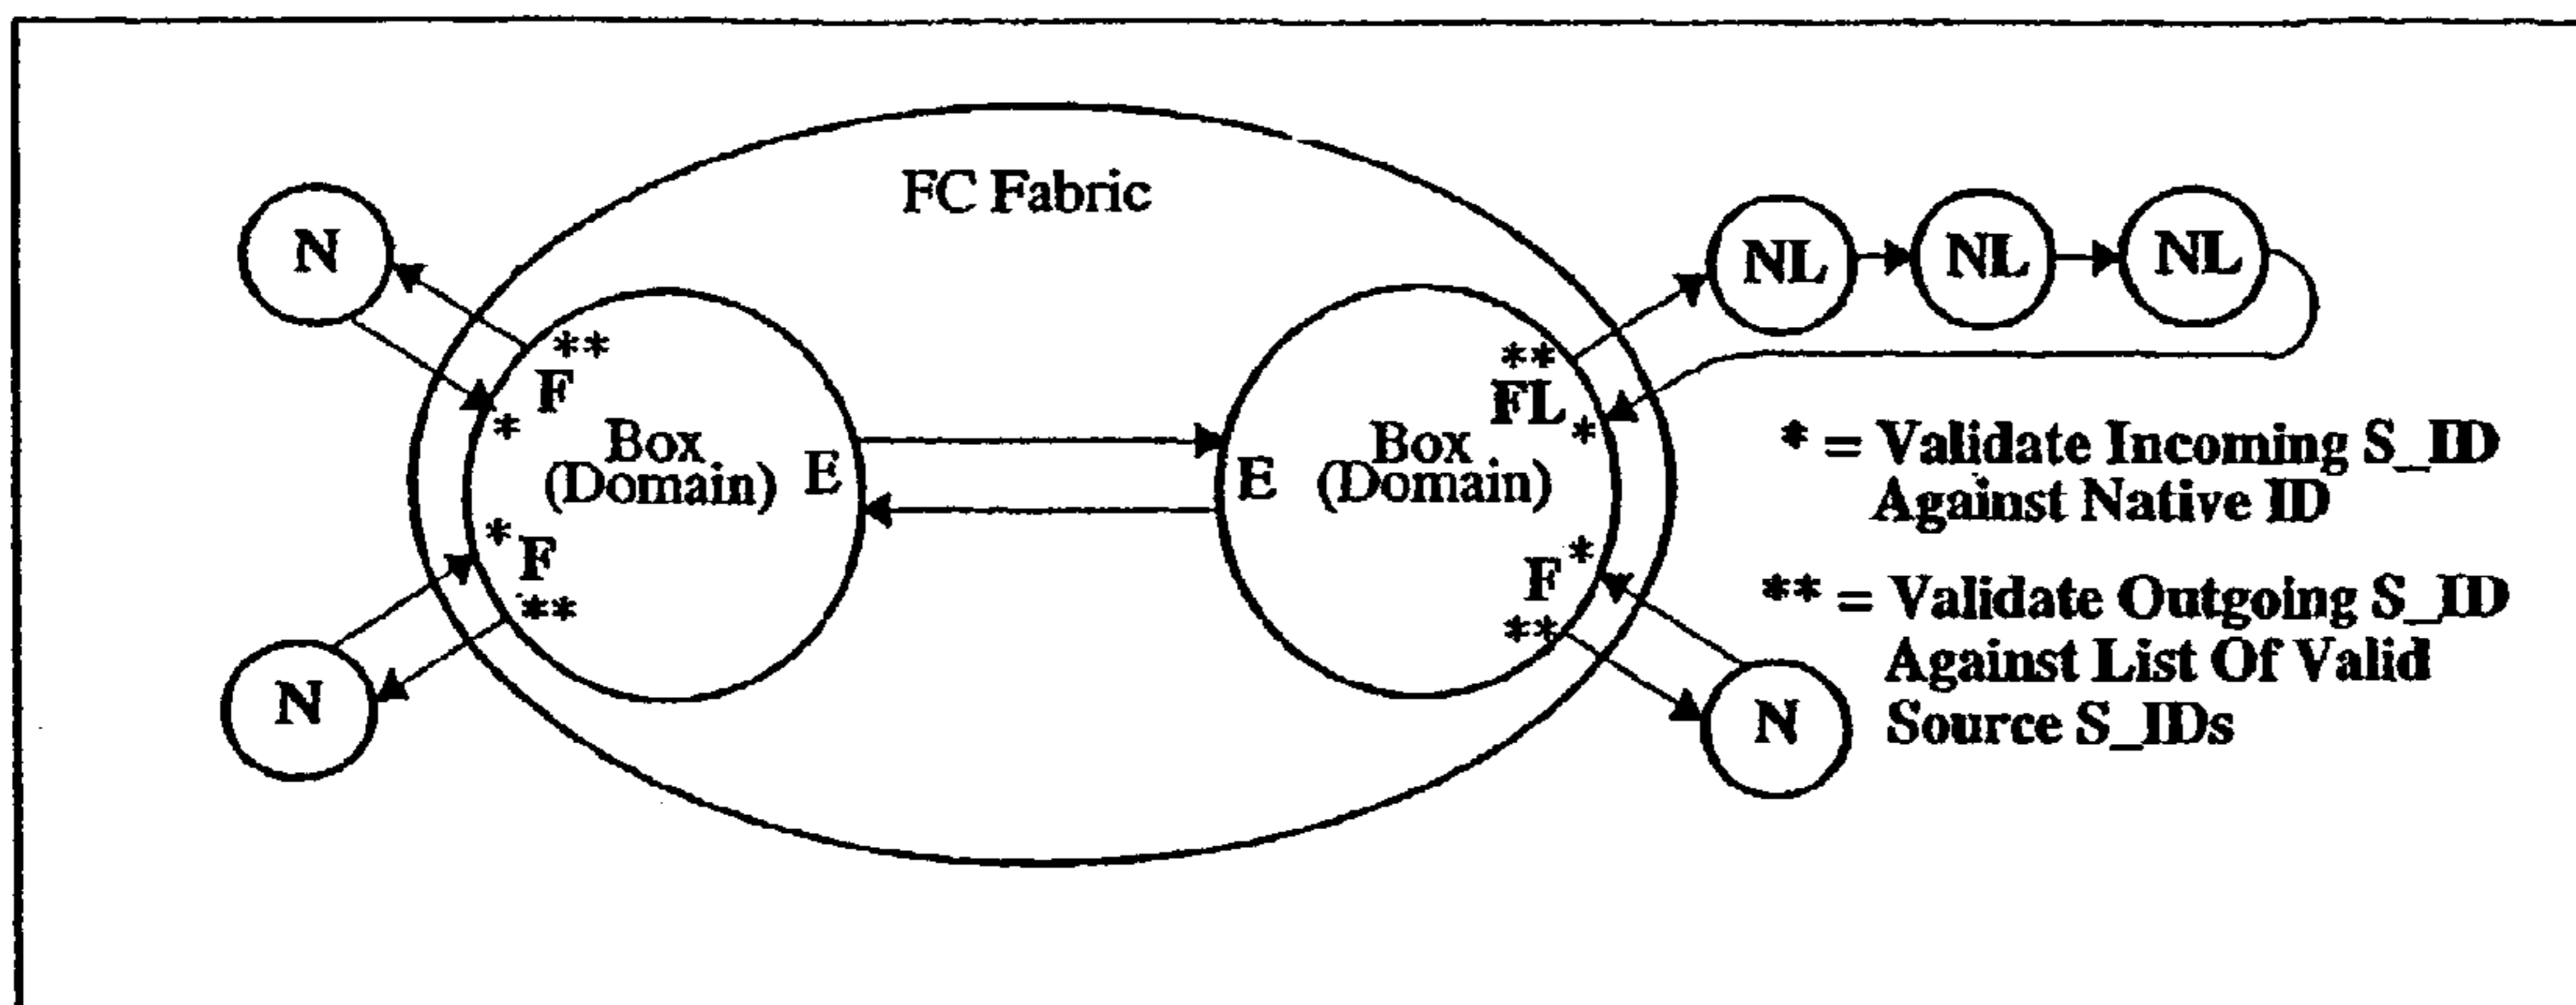 FC Fabric
N
**
F
*
Box
(Domain)
E
*
F
**
N
E
Box
(Domain)
**
FL
*
F
*
**
NL
NL
NL
N
* = Validate Incoming S_ID
Against Native ID
** = Validate Outgoing S_ID
Against List Of Valid
Source S_IDs